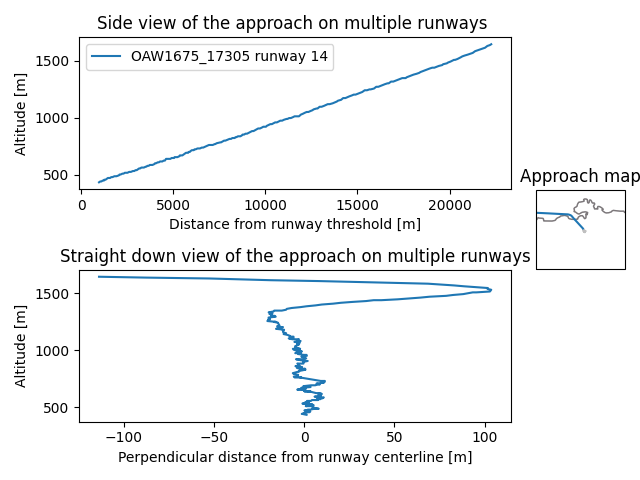 Side view of the approach on multiple runways
OAW1675_17305 runway 14
1500
1000
500
Altitude [m]
0
5000
10000
15000
20000
Distance from runway threshold [m]
Approach map
Straight down view of the approach on multiple runways
1500
1000
500
Altitude [m]
−100
−50
0
50
100
Perpendicular distance from runway centerline [m]